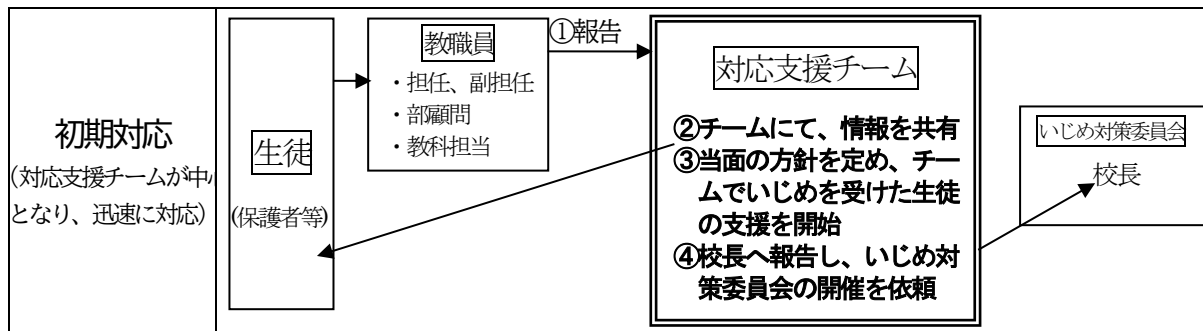 初期対応
(対応支援チームが中心
となり、迅速に対応)
生徒
(保護者等)
教職員
・担任、副担任
・部顧問
・教科担当
①報告
対応支援チーム
②チームにて、情報を共有
③当面の方針を定め、チー
ムでいじめを受けた生徒
の支援を開始
④校長へ報告し、いじめ対
策委員会の開催を依頼
いじめ対策委員会
校長